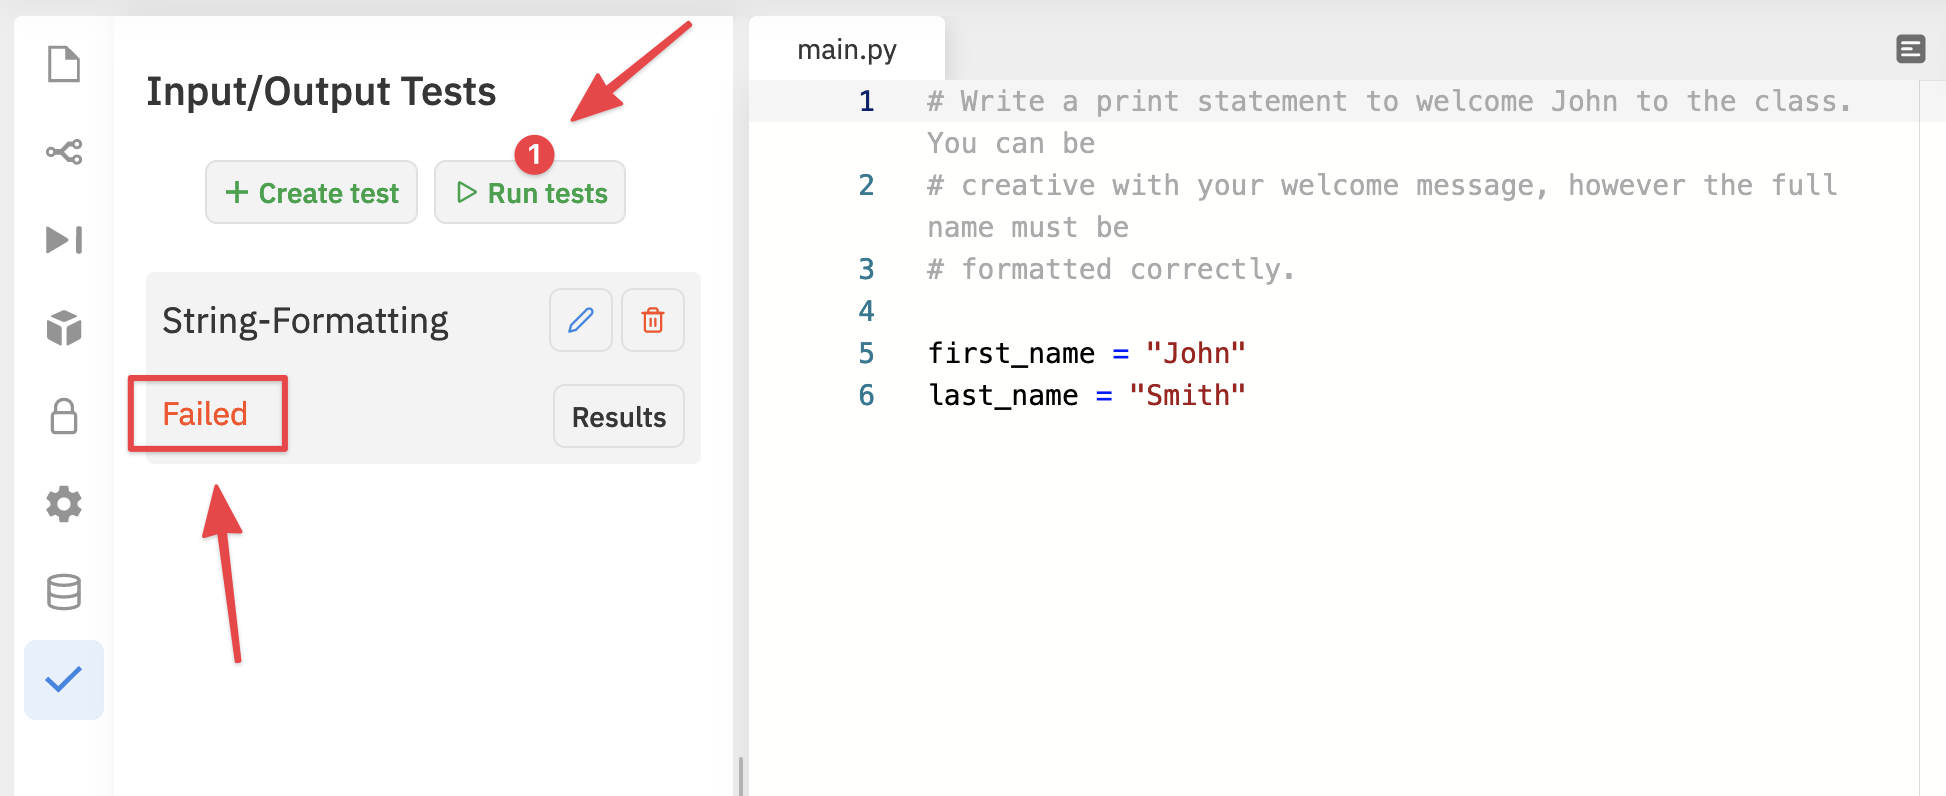 Input/Output Tests
1
+ Create test
Run tests
String-Formatting
Failed
Results
main.py
1 # Write a print statement to welcome John to the class.
You can be
2 # creative with your welcome message, however the full
name must be
3 # formatted correctly.
4
5 first_name = "John"
6 last_name = "Smith"